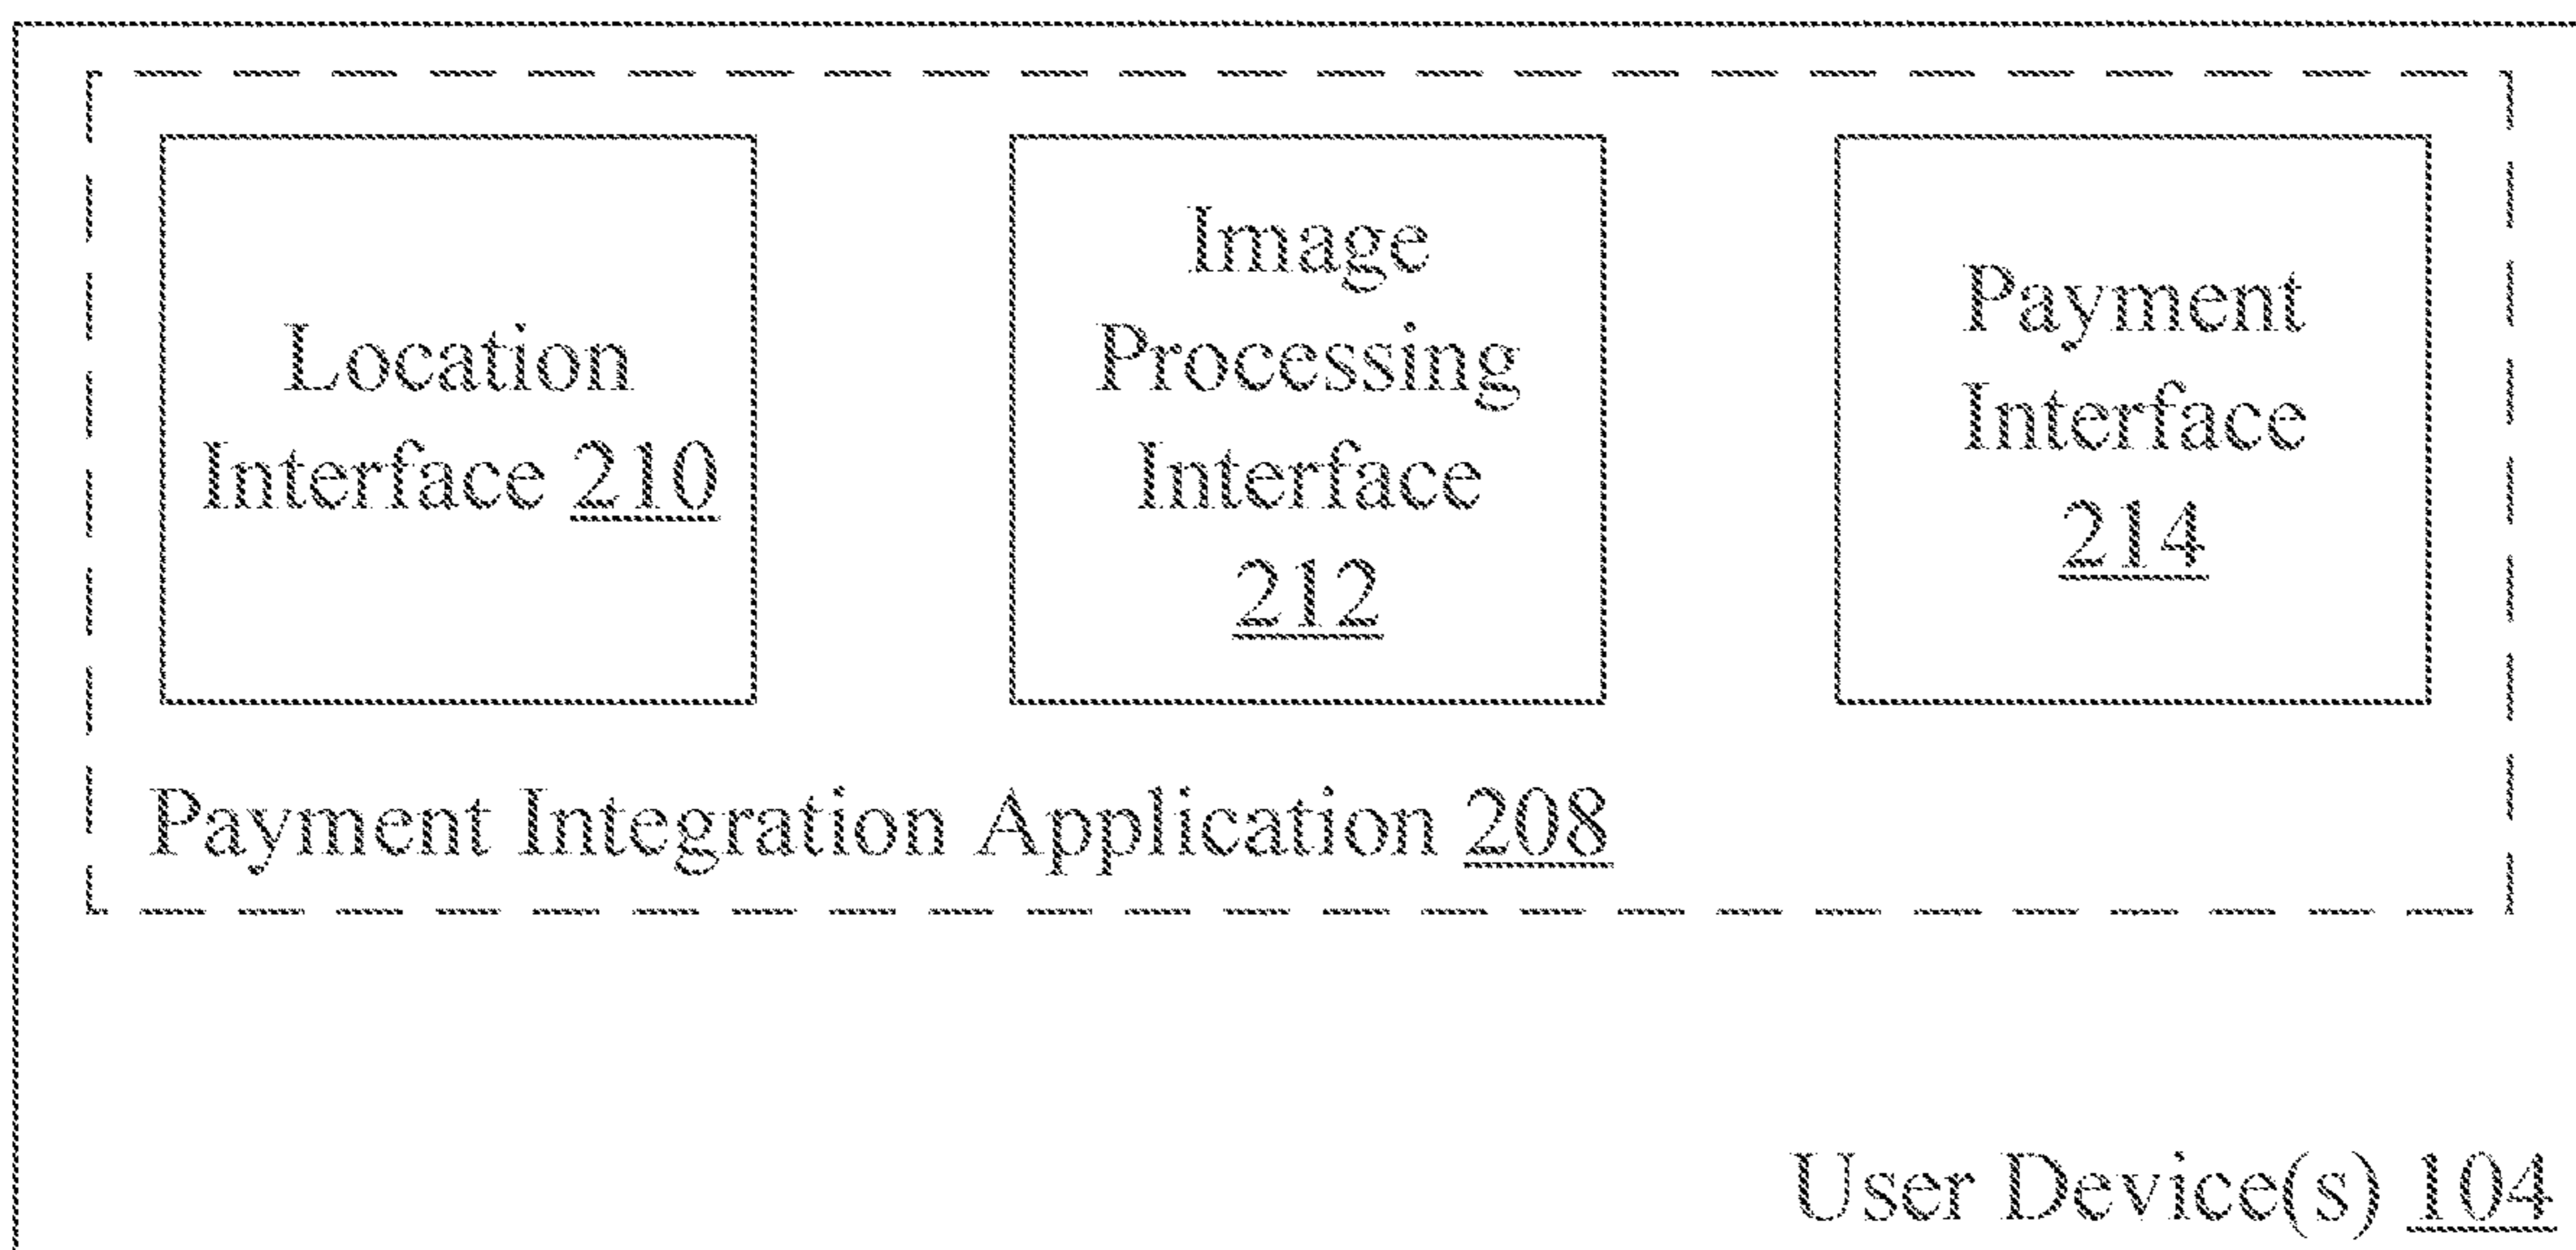 Location
Interface 210
Image
Processing
Interface
212
Payment
Interface
214
Payment Integration Application 208
User Device(s) 104